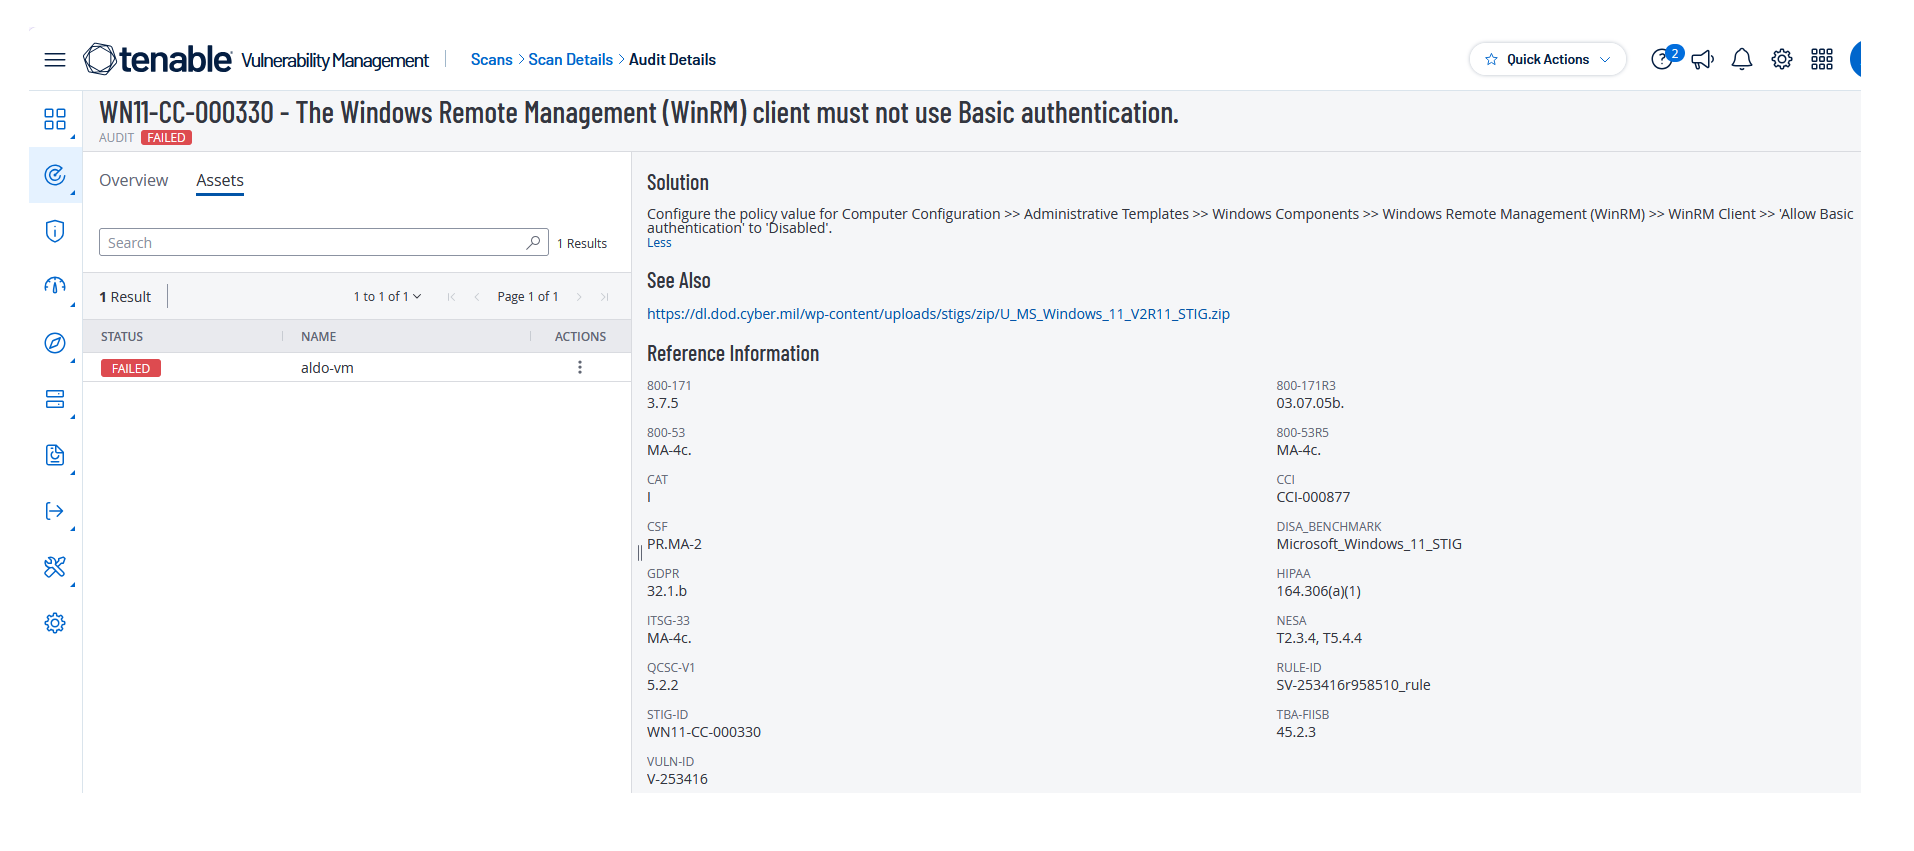 tenable Vulnerability Management Scans > Scan Details > Audit Details Quick Actions 2
WN11-CC-000330 - The Windows Remote Management (WinRM) client must not use Basic authentication.
AUDIT FAILED
Overview Assets
Search 1 Results
1 Result 1 to 1 of 1 Page 1 of 1
STATUS NAME ACTIONS
FAILED aldo-vm
Solution
Configure the policy value for Computer Configuration >> Administrative Templates >> Windows Components >> Windows Remote Management (WinRM) >> WinRM Client >> 'Allow Basic
authentication' to 'Disabled'.
Less
See Also
https://dl.dod.cyber.mil/wp-content/uploads/stigs/zip/U_MS_Windows_11_V2R11_STIG.zip
Reference Information
800-171 800-171R3
3.7.5 03.07.05b.
800-53 800-53R5
MA-4c. MA-4c.
CAT CCI
I CCI-000877
CSF DISA_BENCHMARK
PR.MA-2 Microsoft_Windows_11_STIG
GDPR HIPAA
32.1.b 164.306(a)(1)
ITSG-33 NESA
MA-4c. T2.3.4, T5.4.4
QCSC-V1 RULE-ID
5.2.2 SV-253416r958510_rule
STIG-ID TBA-FIISB
WN11-CC-000330 45.2.3
VULN-ID
V-253416